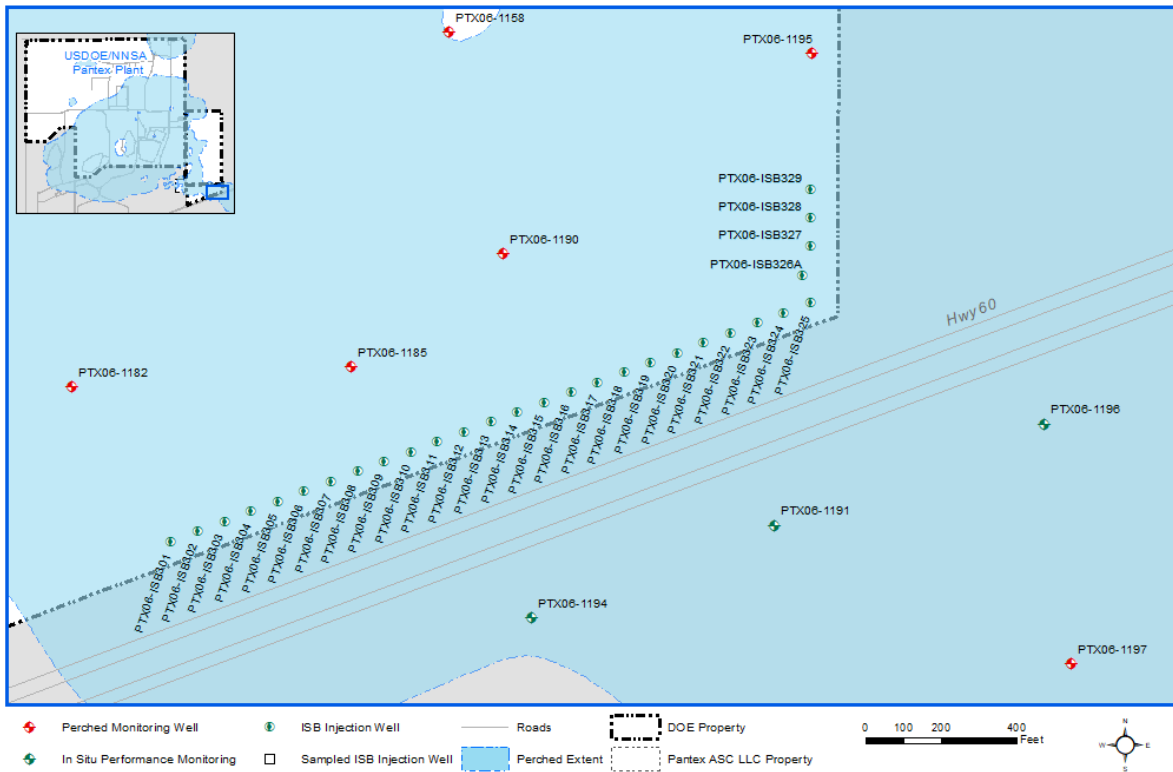 PTX06-1158
PTX06-1195
USDOE/NNSA
Pantex Plant
PTX06-ISB329
PTX06-ISB328
PTX06-ISB327
PTX06-ISB326A
PTX06-1190
Hwy 60
PTX06-1185
PTX06-1182
PTX06-1196
PTX06-ISB301
PTX06-ISB302
PTX06-ISB303
PTX06-ISB304
PTX06-ISB305
PTX06-ISB306
PTX06-ISB307
PTX06-ISB308
PTX06-ISB309
PTX06-ISB310
PTX06-ISB311
PTX06-ISB312
PTX06-ISB313
PTX06-ISB314
PTX06-ISB315
PTX06-ISB316
PTX06-ISB317
PTX06-ISB318
PTX06-ISB319
PTX06-ISB320
PTX06-ISB321
PTX06-ISB322
PTX06-ISB323
PTX06-ISB324
PTX06-ISB325
PTX06-1191
PTX06-1194
PTX06-1197
Perched Monitoring Well
ISB Injection Well
Roads
DOE Property
In Situ Performance Monitoring
Sampled ISB Injection Well
Perched Extent
Pantex ASC LLC Property
0 100 200 400
Feet
N
W E
S